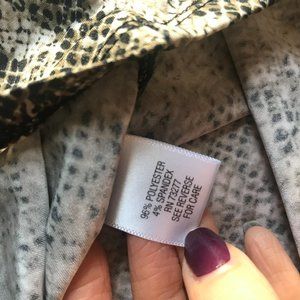 96% POLYESTER
4% SPANDEX
RN 73277
SEE REVERSE
FOR CARE